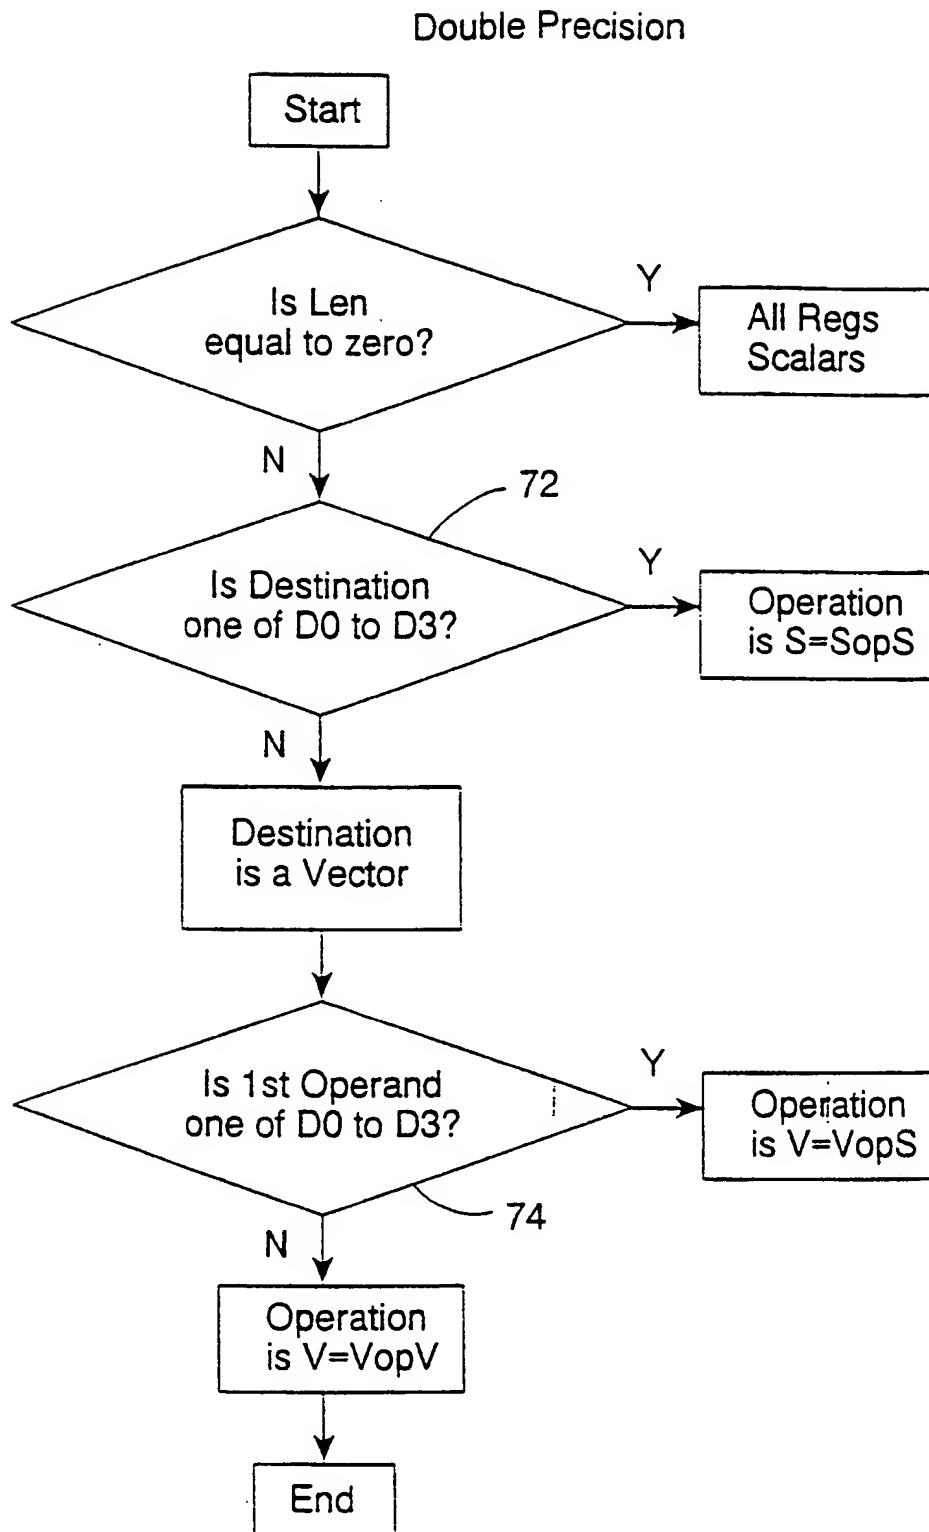 Double Precision
Start
Is Len
equal to zero?
Y
All Regs
Scalars
N
72
Is Destination
one of D0 to D3?
Y
Operation
is S=SopS
N
Destination
is a Vector
Is 1st Operand
one of D0 to D3?
Y
Operation
is V=VopS
74
N
Operation
is V=VopV
End